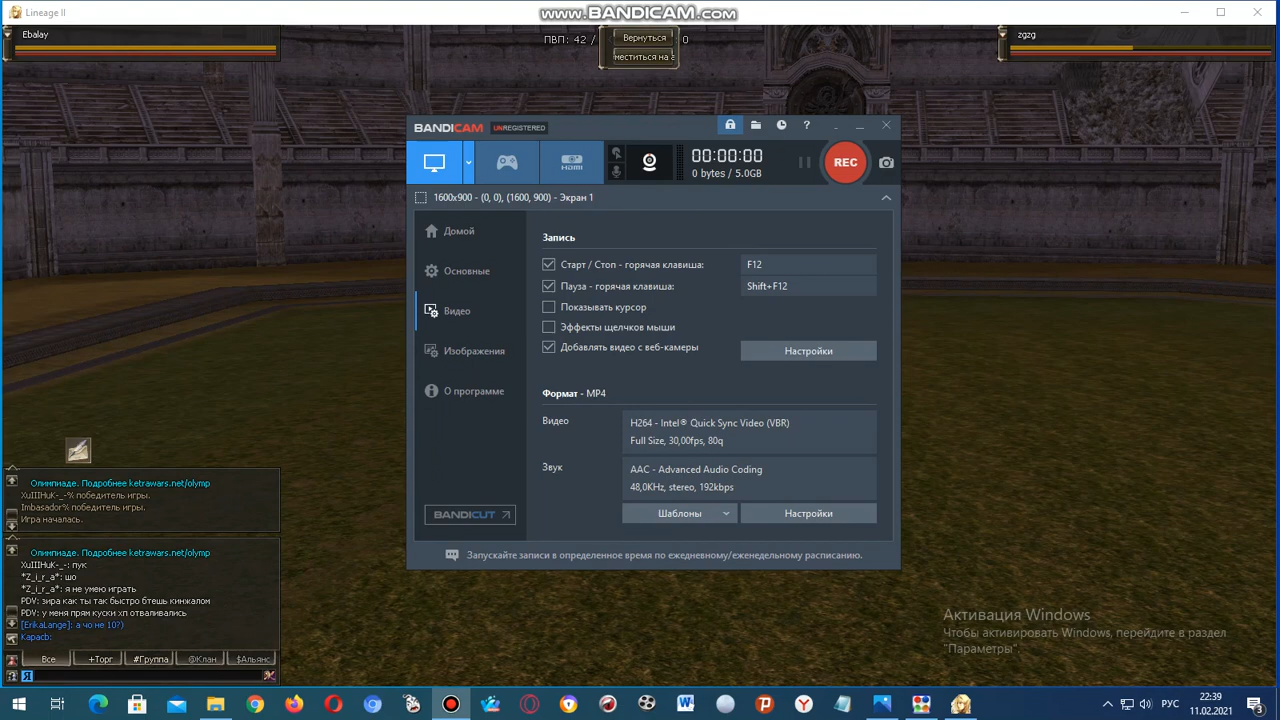 Lineage II
www.BANDICAM.com
Ebalay
ПВП: 42 /
Вернуться
0
меститься на
zgzg
BANDICAM UNREGISTERED
?
HDMI
00:00:00
0 bytes / 5.0GB
REC
1600x900 - (0, 0), (1600, 900) - Экран 1
Домой
Основные
Видео
Изображения
О программе
BANDICUT
Запись
Старт / Стоп - горячая клавиша:
F12
Пауза - горячая клавиша:
Shift+F12
Показывать курсор
Эффекты щелчков мыши
Добавлять видео с веб-камеры
Настройки
Формат - MP4
Видео
H264 - Intel® Quick Sync Video (VBR)
Full Size, 30,00fps, 80q
Звук
AAC - Advanced Audio Coding
48,0KHz, stereo, 192kbps
Шаблоны
Настройки
Запускайте записи в определенное время по ежедневному/еженедельному расписанию.
Олимпиаде. Подробнее ketrawars.net/olymp
XuIIIHuK-_-% победитель игры.
Imbasador% победитель игры.
Игра началась.
Олимпиаде. Подробнее ketrawars.net/olymp
XuIIIHuK-_-: пук
*Z_i_r_a*: шо
*Z_i_r_a*: я не умею играть
PDV: зира как ты так быстро бтешь кинжалом
PDV: у меня прям куски хп отваливались
[ErikaLange]: а чо не 10?)
Карась:
Все
+Торг
#Группа
@Клан
$Альянс
Я
Активация Windows
Чтобы активировать Windows, перейдите в раздел
"Параметры".
РУС
22:39
11.02.2021
3